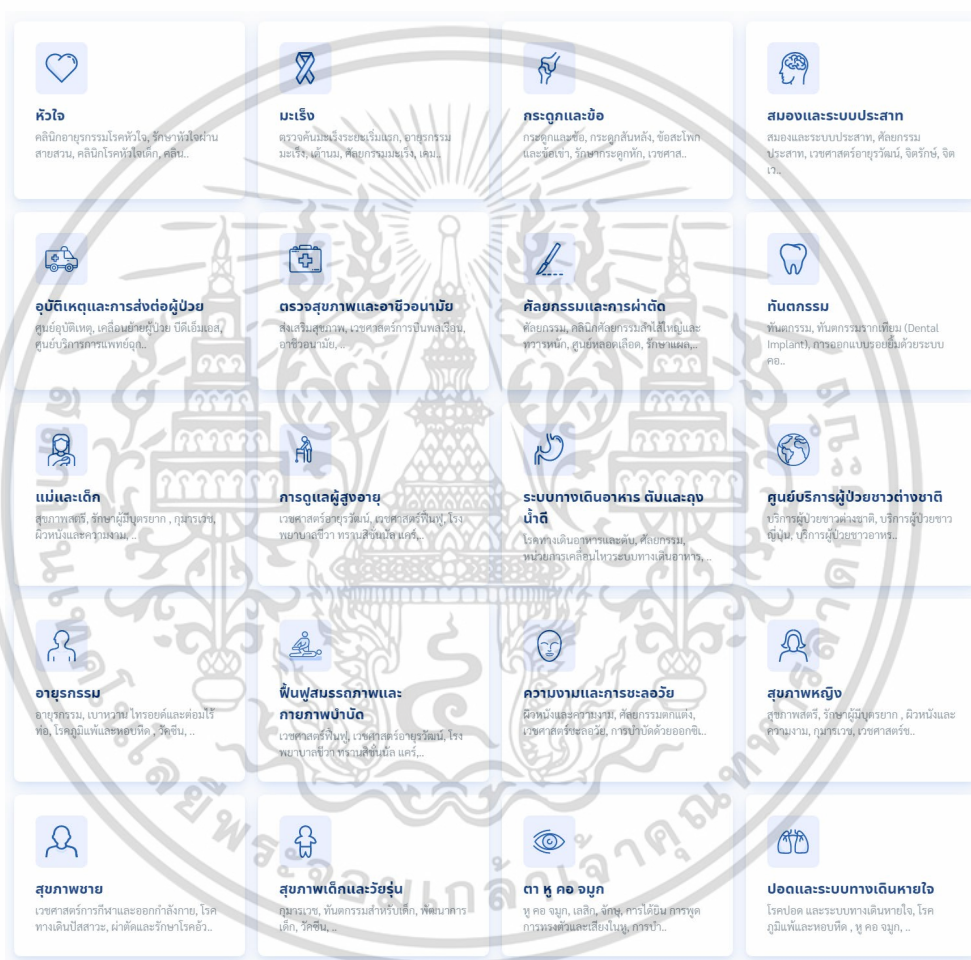 หัวใจ
คลินิกอายุรกรรมโรคหัวใจ, รักษาหัวใจผ่าน
สายสวน, คลินิกโรคหัวใจเด็ก, คลิน..
มะเร็ง
ตรวจค้นมะเร็งระยะเริ่มแรก, อายุรกรรม
มะเร็ง, เต้านม, ศัลยกรรมมะเร็ง, เคม..
กระดูกและข้อ
กระดูกและข้อ, กระดูกสันหลัง, ข้อสะโพก
และข้อเข่า, รักษากระดูกหัก, เวชศาส..
สมองและระบบประสาท
สมองและระบบประสาท, ศัลยกรรม
ประสาท, เวชศาสตร์อายุรวัฒน์, จิตรักษ์, จิต
เว..
อุบัติเหตุและการส่งต่อผู้ป่วย
ศูนย์อุบัติเหตุ, เคลื่อนย้ายผู้ป่วย บีดีเอ็มเอส,
ศูนย์บริการการแพทย์ฉุก..
ตรวจสุขภาพและอาชีวอนามัย
ส่งเสริมสุขภาพ, เวชศาสตร์การบินพลเรือน,
อาชีวอนามัย, ..
ศัลยกรรมและการผ่าตัด
ศัลยกรรม, คลินิกศัลยกรรมลำไส้ใหญ่และ
ทวารหนัก, ศูนย์หลอดเลือด, รักษาแผล,..
ทันตกรรม
ทันตกรรม, ทันตกรรมรากเทียม (Dental
Implant), การออกแบบรอยยิ้มด้วยระบบ
คอ..
แม่และเด็ก
สุขภาพสตรี, รักษาผู้มีบุตรยาก , กุมารเวช,
ผิวหนังและความงาม, ..
การดูแลผู้สูงอายุ
เวชศาสตร์อายุรวัฒน์, เวชศาสตร์ฟื้นฟู, โรง
พยาบาลชีวา ทรานสิชั่นนัล แคร์,..
ระบบทางเดินอาหาร ตับและถุง
น้ำดี
โรคทางเดินอาหารและตับ, ศัลยกรรม,
หน่วยการเคลื่อนไหวระบบทางเดินอาหาร, ..
ศูนย์บริการผู้ป่วยชาวต่างชาติ
บริการผู้ป่วยชาวต่างชาติ, บริการผู้ป่วยชาว
ญี่ปุ่น, บริการผู้ป่วยชาวอาหร..
อายุรกรรม
อายุรกรรม, เบาหวาน ไทรอยด์และต่อมไร้
ท่อ, โรคภูมิแพ้และหอบหืด , วัคซีน, ..
ฟื้นฟูสมรรถภาพและ
กายภาพบำบัด
เวชศาสตร์ฟื้นฟู, เวชศาสตร์อายุรวัฒน์, โรง
พยาบาลชีวา ทรานสิชั่นนัล แคร์,..
ความงามและการชะลอวัย
ผิวหนังและความงาม, ศัลยกรรมตกแต่ง,
เวชศาสตร์ชะลอวัย, การบำบัดด้วยออกซิเ..
สุขภาพหญิง
สุขภาพสตรี, รักษาผู้มีบุตรยาก , ผิวหนังและ
ความงาม, กุมารเวช, เวชศาสตร์ช..
สุขภาพชาย
เวชศาสตร์การกีฬาและออกกำลังกาย, โรค
ทางเดินปัสสาวะ, ผ่าตัดและรักษาโรคอ้ว..
สุขภาพเด็กและวัยรุ่น
กุมารเวช, ทันตกรรมสำหรับเด็ก, พัฒนาการ
เด็ก, วัคซีน, ..
ตา หู คอ จมูก
หู คอ จมูก, เลสิก, จักษุ, การได้ยิน การพูด
การทรงตัวและเสียงในหู, การบำ..
ปอดและระบบทางเดินหายใจ
โรคปอด และระบบทางเดินหายใจ, โรค
ภูมิแพ้และหอบหืด , หู คอ จมูก, ..
สถาบันเทคโนโลยีพระจอมเกล้าเจ้าคุณทหารลาดกระบัง